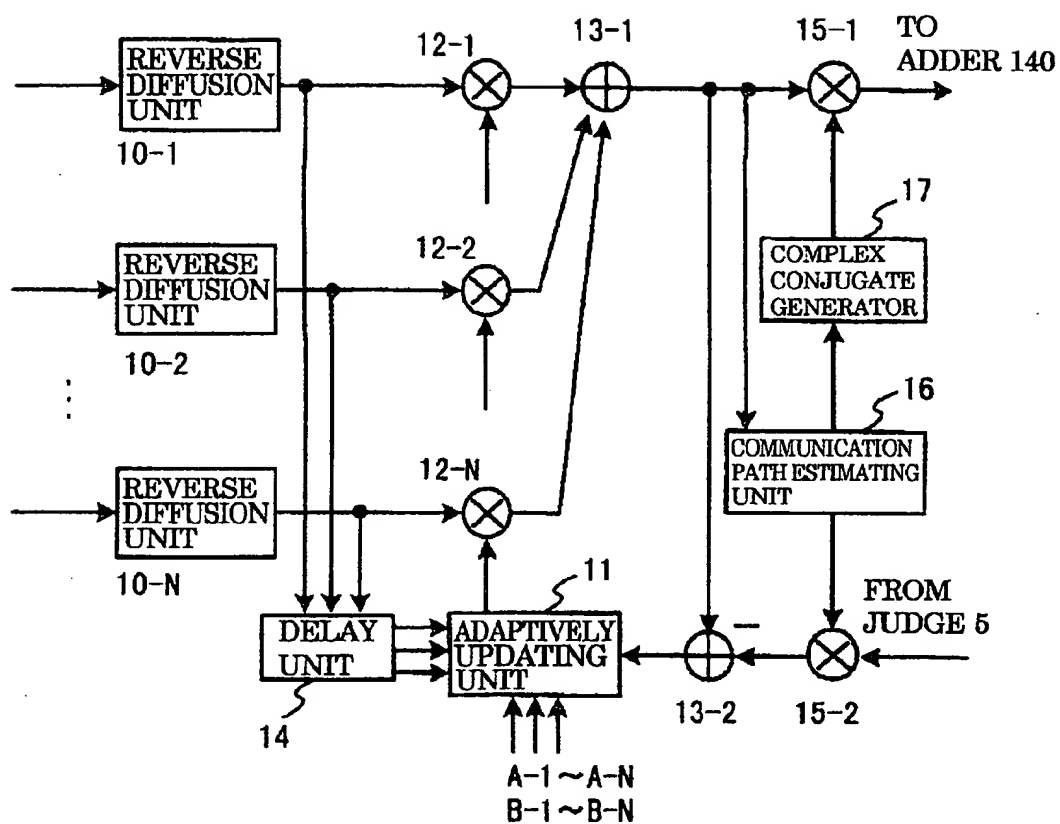 13-1
15-1
TO
ADDER 140
12-1
REVERSE
DIFFUSION
UNIT
10-1
17
12-2
REVERSE
DIFFUSION
UNIT
COMPLEX
CONJUGATE
GENERATOR
10-2
16
12-N
COMMUNICATION
PATH ESTIMATING
UNIT
REVERSE
DIFFUSION
UNIT
10-N
11
FROM
JUDGE 5
DELAY
UNIT
ADAPTIVELY
UPDATING
UNIT
14
13-2
15-2
A-1~A-N
B-1~B-N